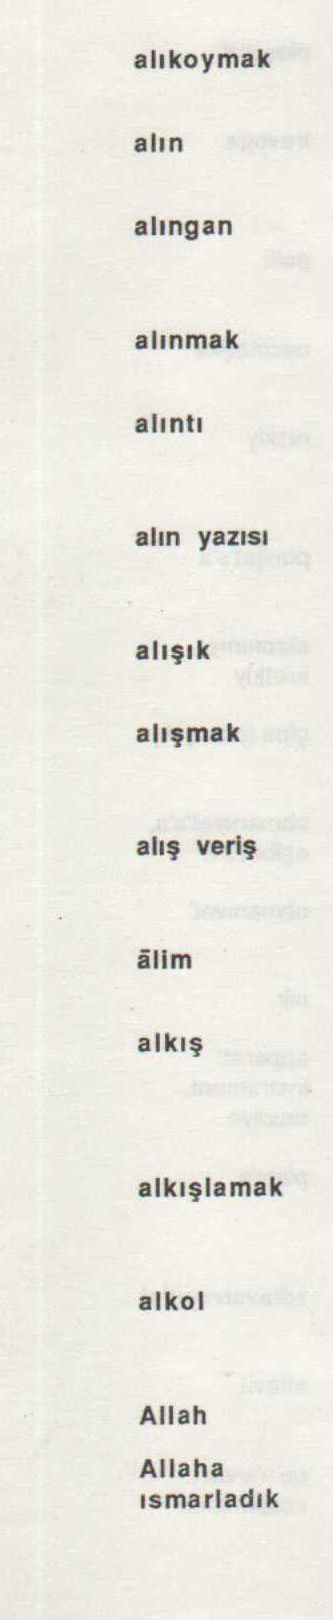 alıkoymak
alın
alıngan
alınmak
alıntı
alın yazısı
alışık
alışmak
alış veriş
ālim
alkış
alkışlamak
alkol
Allah
Allaha
ısmarladık